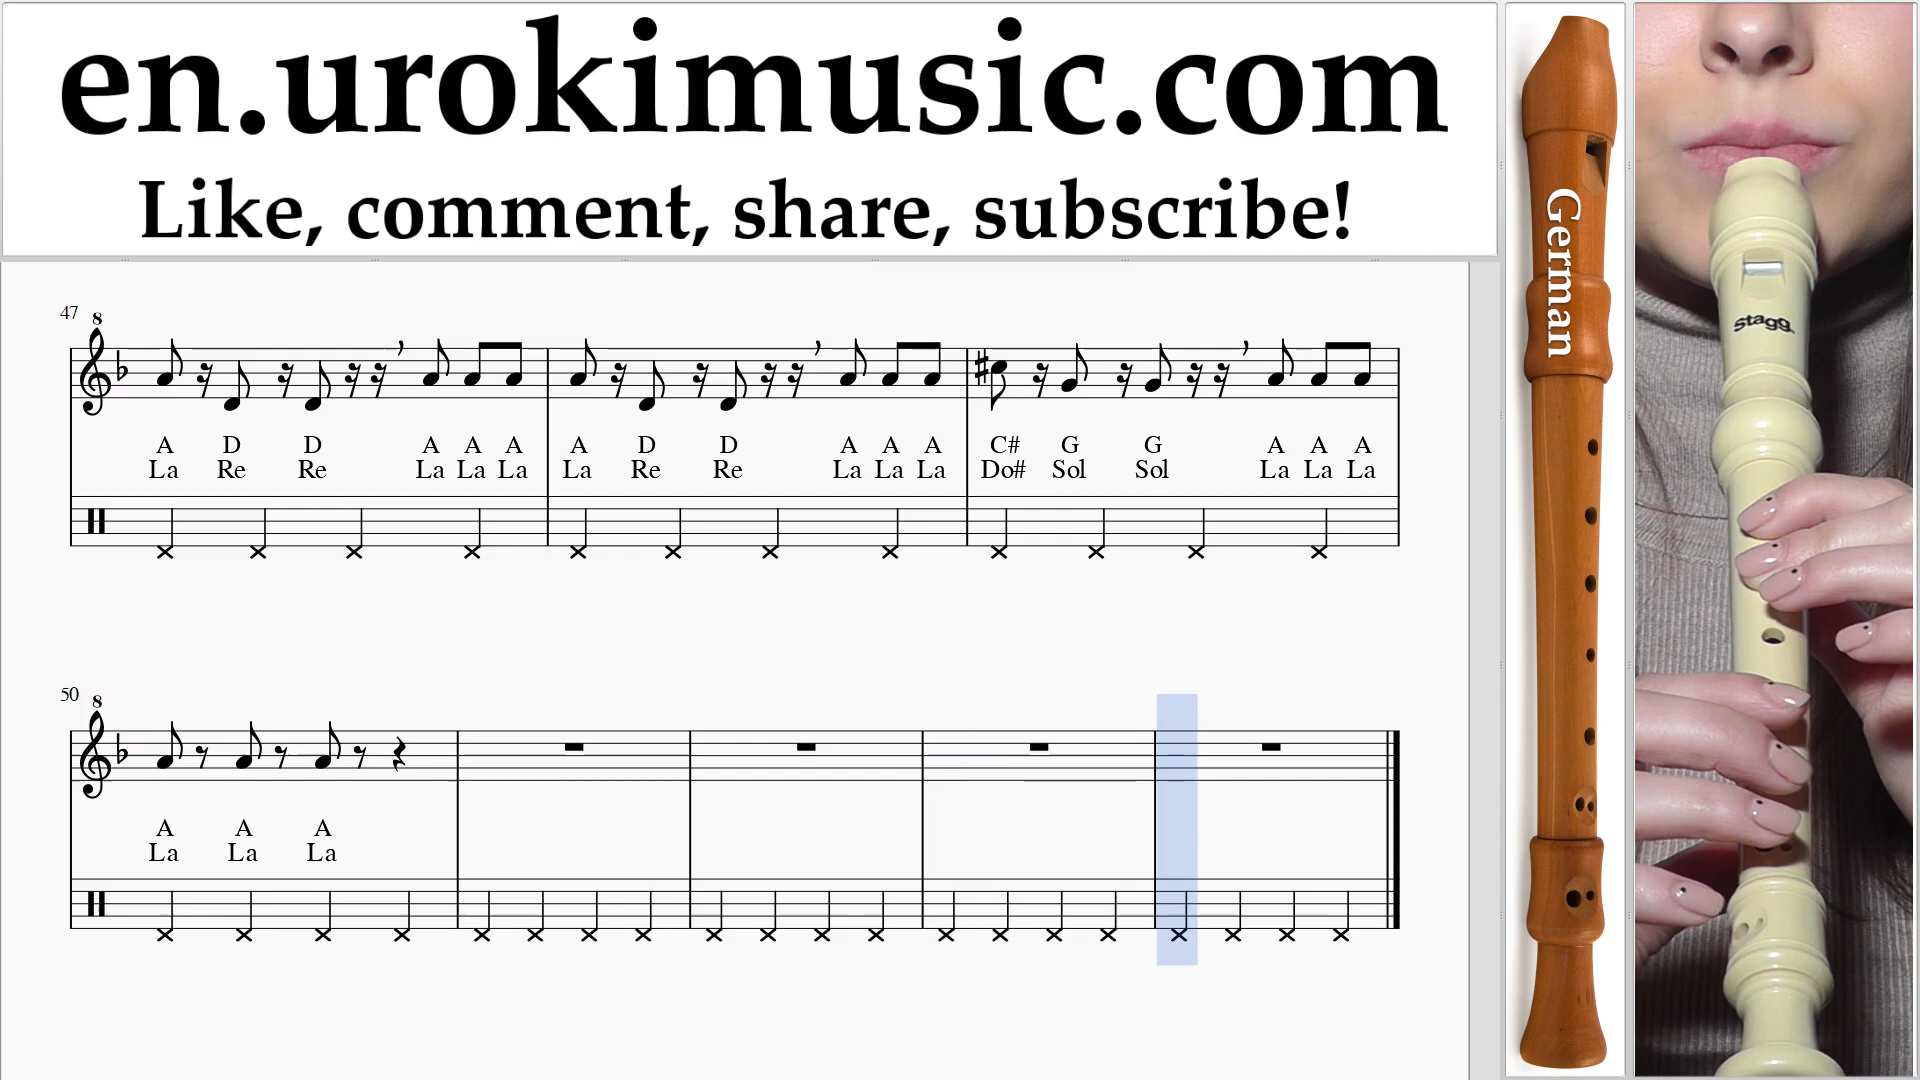 en.urokimusic.com
Like, comment, share, subscribe!
German
Stagg
47
8
A D D A A A A D D A A A C# G G A A A
La Re Re La La La La Re Re La La La Do# Sol Sol La La La
50
8
A A A
La La La